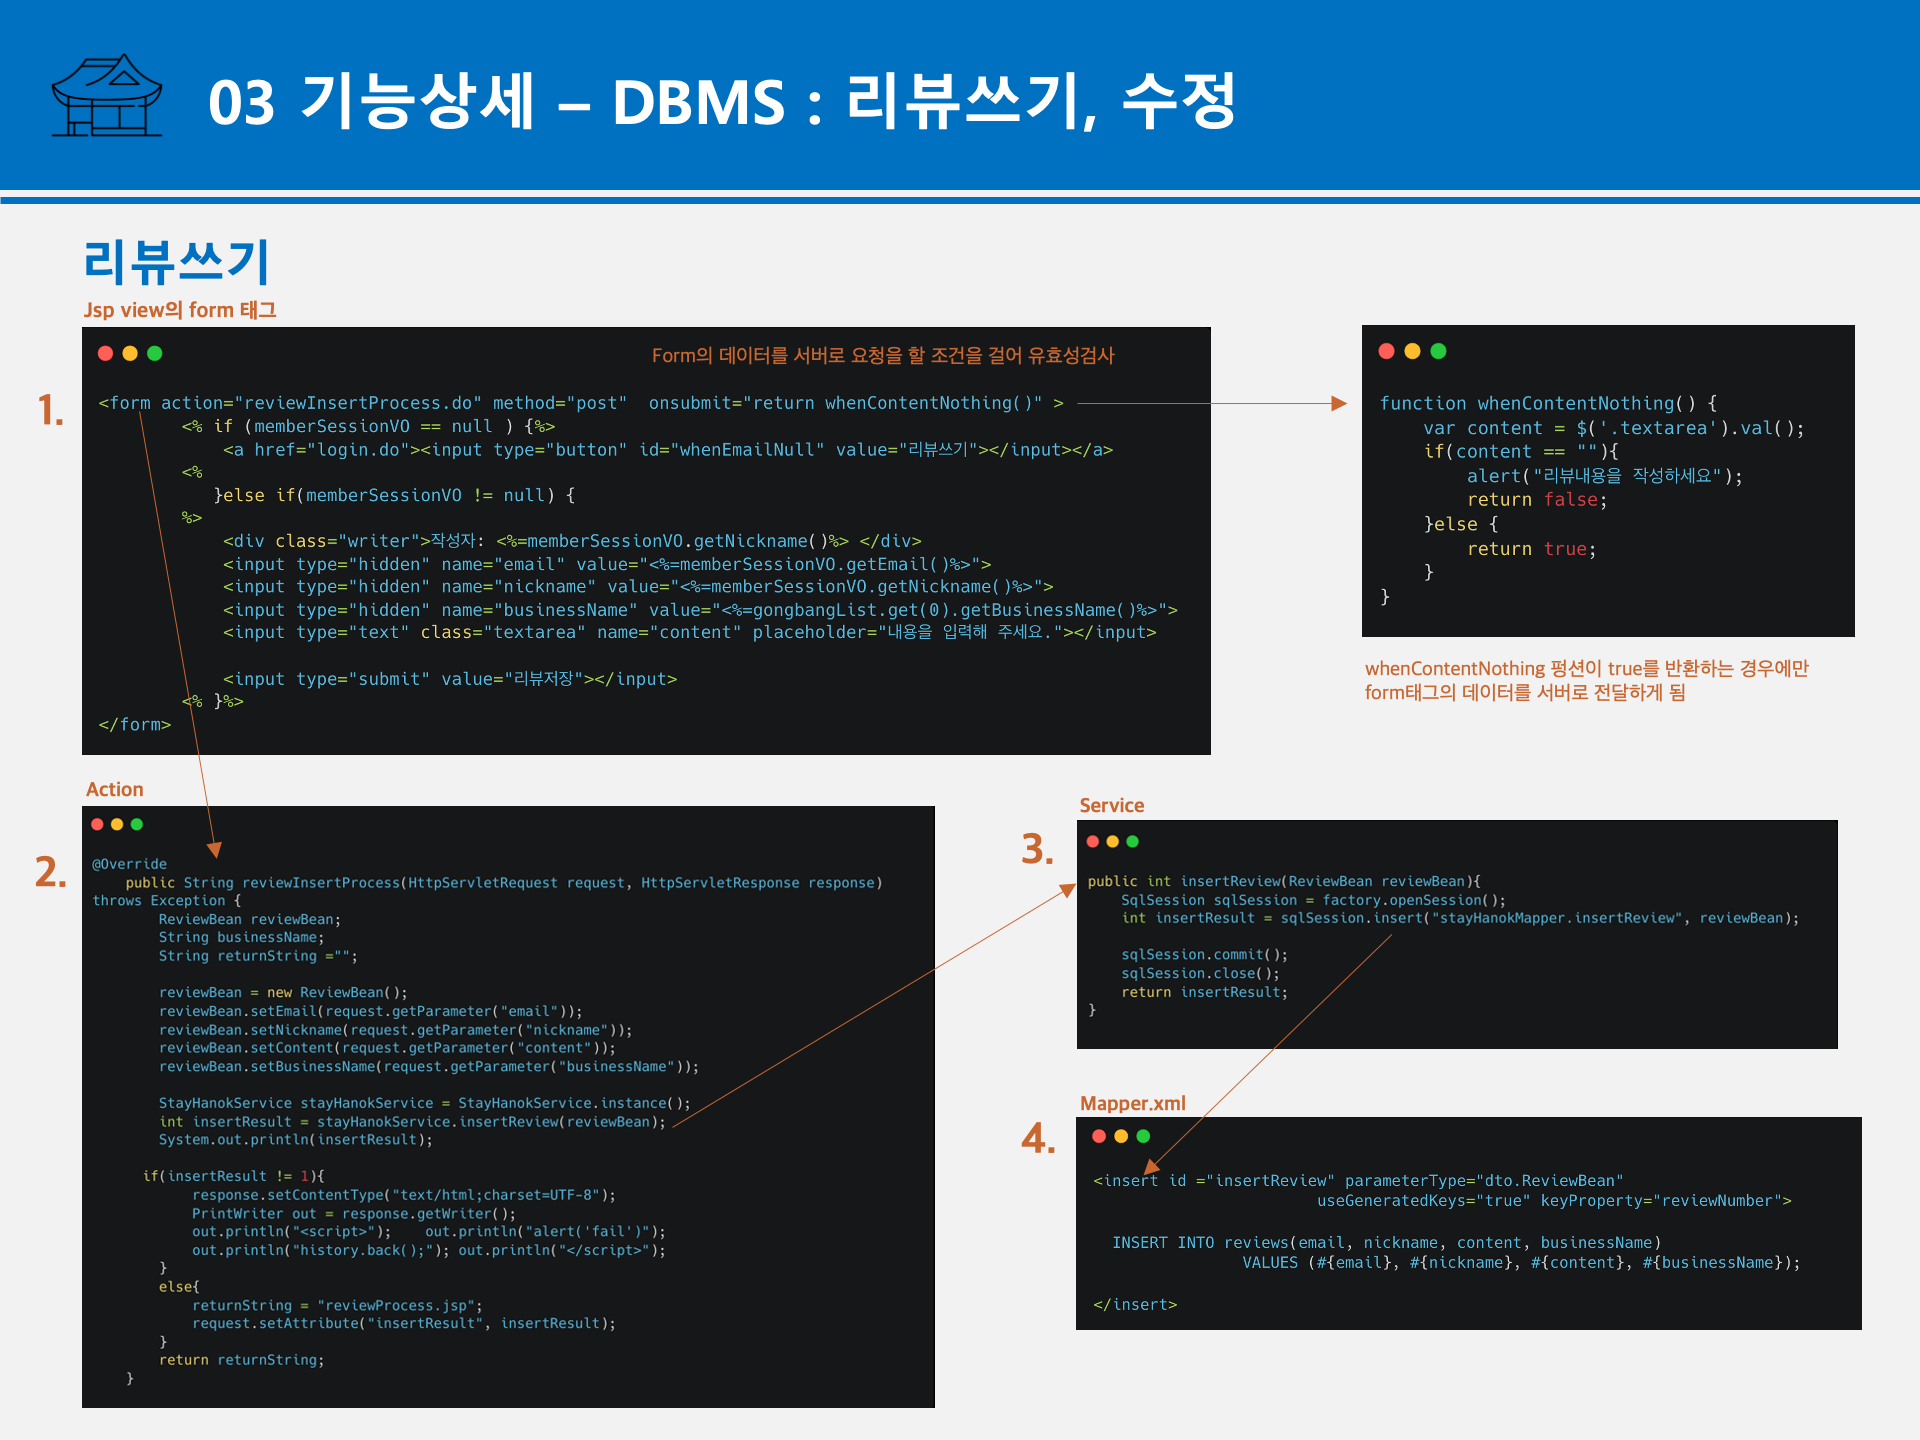 03 기능상세 – DBMS : 리뷰쓰기, 수정
리뷰쓰기
Jsp view의 form 태그
Form의 데이터를 서버로 요청을 할 조건을 걸어 유효성검사
1.
<form action="reviewInsertProcess.do" method="post"  onsubmit="return whenContentNothing()" >
<% if (memberSessionVO == null ) {%>
<a href="login.do"><input type="button" id="whenEmailNull" value="리뷰쓰기"></input></a>
<%
}else if(memberSessionVO != null) {
%>
<div class="writer">작성자: <%=memberSessionVO.getNickname()%> </div>
<input type="hidden" name="email" value="<%=memberSessionVO.getEmail()%>">
<input type="hidden" name="nickname" value="<%=memberSessionVO.getNickname()%>">
<input type="hidden" name="businessName" value="<%=gongbangList.get(0).getBusinessName()%>">
<input type="text" class="textarea" name="content" placeholder="내용을 입력해 주세요."></input>
<input type="submit" value="리뷰저장"></input>
<% }%>
</form>
function whenContentNothing() {
var content = $('.textarea').val();
if(content == ""){
alert("리뷰내용을 작성하세요");
return false;
}else {
return true;
}
}
whenContentNothing 펑션이 true를 반환하는 경우에만
form태그의 데이터를 서버로 전달하게 됨
Action
2.
@Override
public String reviewInsertProcess(HttpServletRequest request, HttpServletResponse response)
throws Exception {
ReviewBean reviewBean;
String businessName;
String returnString ="";
reviewBean = new ReviewBean();
reviewBean.setEmail(request.getParameter("email"));
reviewBean.setNickname(request.getParameter("nickname"));
reviewBean.setContent(request.getParameter("content"));
reviewBean.setBusinessName(request.getParameter("businessName"));
StayHanokService stayHanokService = StayHanokService.instance();
int insertResult = stayHanokService.insertReview(reviewBean);
System.out.println(insertResult);
if(insertResult != 1){
response.setContentType("text/html;charset=UTF-8");
PrintWriter out = response.getWriter();
out.println("<script>");    out.println("alert('fail')");
out.println("history.back();"); out.println("</script>");
}
else{
returnString = "reviewProcess.jsp";
request.setAttribute("insertResult", insertResult);
}
return returnString;
}
Service
3.
public int insertReview(ReviewBean reviewBean){
SqlSession sqlSession = factory.openSession();
int insertResult = sqlSession.insert("stayHanokMapper.insertReview", reviewBean);
sqlSession.commit();
sqlSession.close();
return insertResult;
}
Mapper.xml
4.
<insert id ="insertReview" parameterType="dto.ReviewBean"
useGeneratedKeys="true" keyProperty="reviewNumber">
INSERT INTO reviews(email, nickname, content, businessName)
VALUES (#{email}, #{nickname}, #{content}, #{businessName});
</insert>